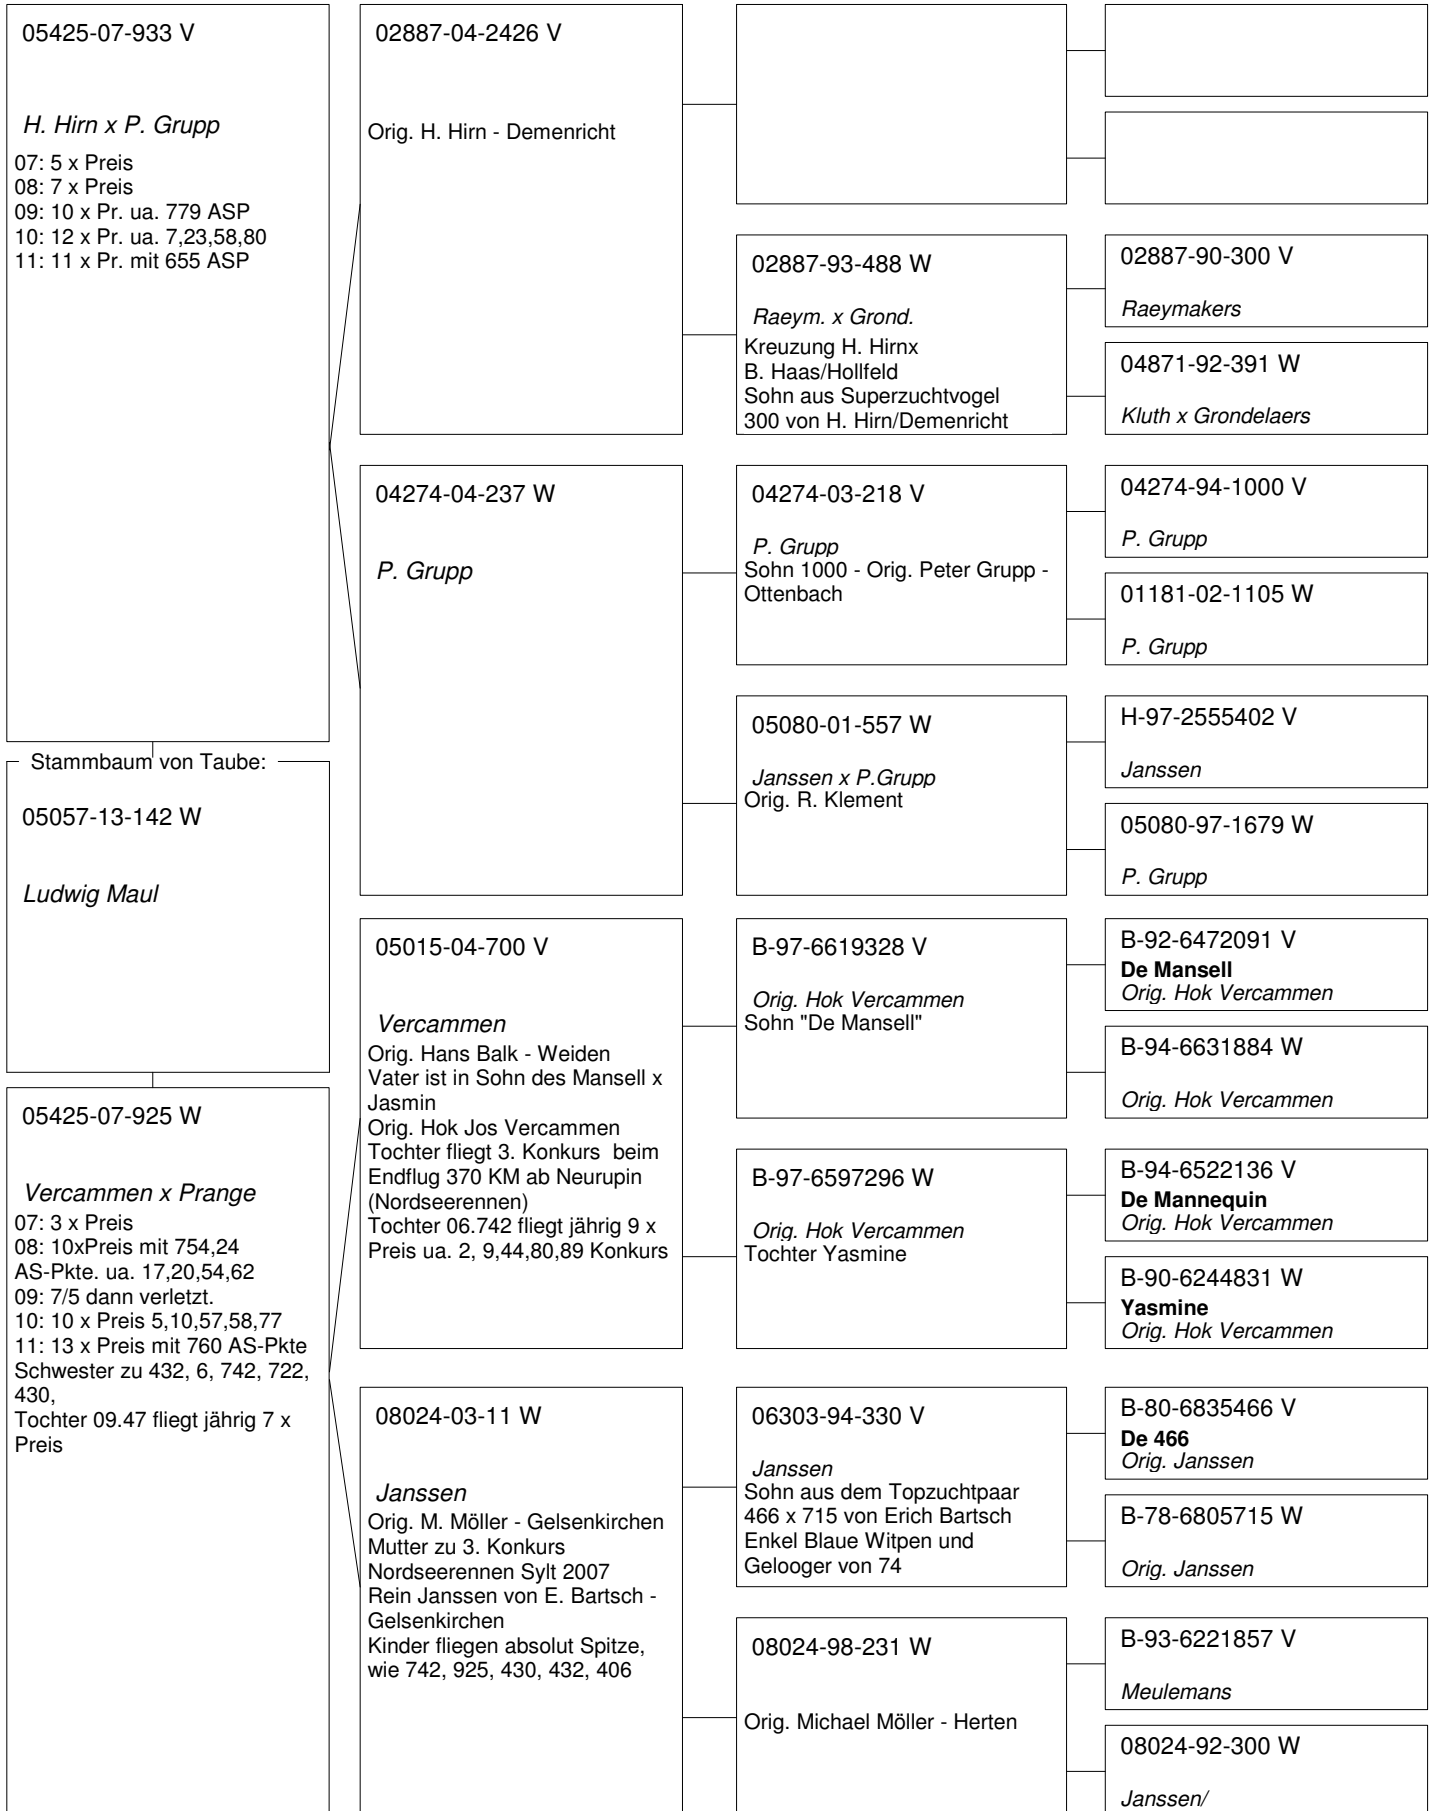 05425-07-933 V
H. Hirn x P. Grupp
07: 5 x Preis
08: 7 x Preis
09: 10 x Pr. ua. 779 ASP
10: 12 x Pr. ua. 7,23,58,80
11: 11 x Pr. mit 655 ASP
Stammbaum von Taube:
05057-13-142 W
Ludwig Maul
05425-07-925 W
Vercammen x Prange
07: 3 x Preis
08: 10xPreis mit 754,24
AS-Pkte. ua. 17,20,54,62
09: 7/5 dann verletzt.
10: 10 x Preis 5,10,57,58,77
11: 13 x Preis mit 760 AS-Pkte
Schwester zu 432, 6, 742, 722,
430,
Tochter 09.47 fliegt jährig 7 x
Preis
02887-04-2426 V
Orig. H. Hirn - Demenricht
04274-04-237 W
P. Grupp
05015-04-700 V
Vercammen
Orig. Hans Balk - Weiden
Vater ist in Sohn des Mansell x
Jasmin
Orig. Hok Jos Vercammen
Tochter fliegt 3. Konkurs  beim
Endflug 370 KM ab Neurupin
(Nordseerennen)
Tochter 06.742 fliegt jährig 9 x
Preis ua. 2, 9,44,80,89 Konkurs
08024-03-11 W
Janssen
Orig. M. Möller - Gelsenkirchen
Mutter zu 3. Konkurs
Nordseerennen Sylt 2007
Rein Janssen von E. Bartsch -
Gelsenkirchen
Kinder fliegen absolut Spitze,
wie 742, 925, 430, 432, 406
02887-93-488 W
Raeym. x Grond.
Kreuzung H. Hirnx
B. Haas/Hollfeld
Sohn aus Superzuchtvogel
300 von H. Hirn/Demenricht
04274-03-218 V
P. Grupp
Sohn 1000 - Orig. Peter Grupp -
Ottenbach
05080-01-557 W
Janssen x P.Grupp
Orig. R. Klement
B-97-6619328 V
Orig. Hok Vercammen
Sohn "De Mansell"
B-97-6597296 W
Orig. Hok Vercammen
Tochter Yasmine
06303-94-330 V
Janssen
Sohn aus dem Topzuchtpaar
466 x 715 von Erich Bartsch
Enkel Blaue Witpen und
Gelooger von 74
08024-98-231 W
Orig. Michael Möller - Herten
02887-90-300 V
Raeymakers
04871-92-391 W
Kluth x Grondelaers
04274-94-1000 V
P. Grupp
01181-02-1105 W
P. Grupp
H-97-2555402 V
Janssen
05080-97-1679 W
P. Grupp
B-92-6472091 V
De Mansell
Orig. Hok Vercammen
B-94-6631884 W
Orig. Hok Vercammen
B-94-6522136 V
De Mannequin
Orig. Hok Vercammen
B-90-6244831 W
Yasmine
Orig. Hok Vercammen
B-80-6835466 V
De 466
Orig. Janssen
B-78-6805715 W
Orig. Janssen
B-93-6221857 V
Meulemans
08024-92-300 W
Janssen/